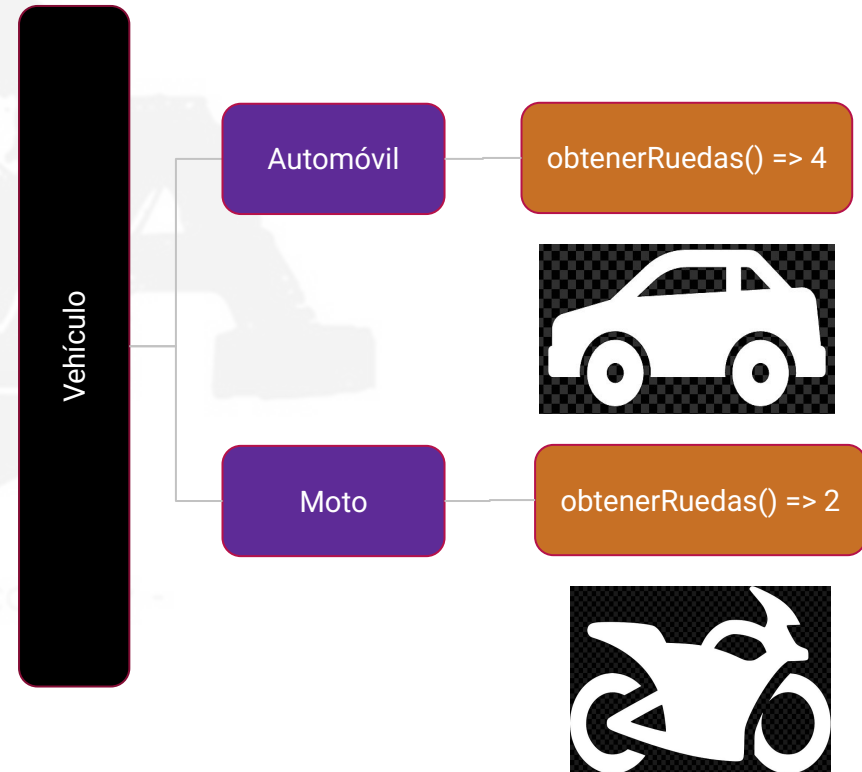 Vehículo
Automóvil
obtenerRuedas() => 4
Moto
obtenerRuedas() => 2